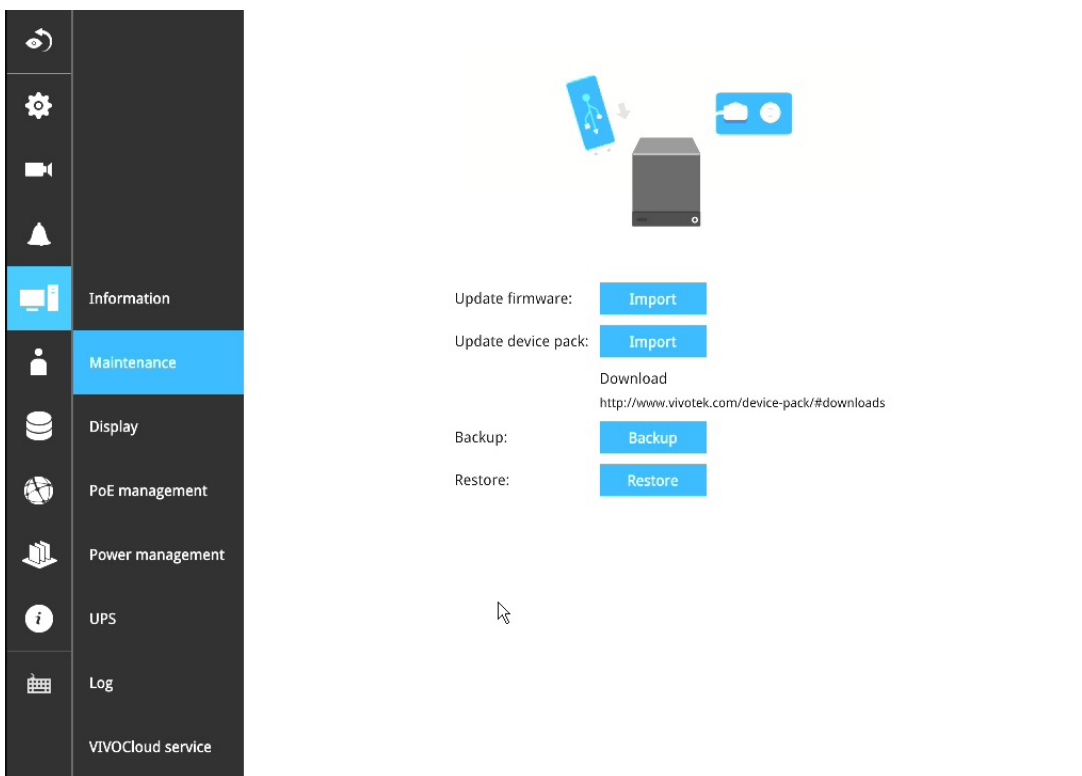 Information
Maintenance
Display
PoE management
Power management
UPS
Log
VIVOCloud service
Update firmware: Import
Update device pack: Import
Download
http://www.vivotek.com/device-pack/#downloads
Backup: Backup
Restore: Restore